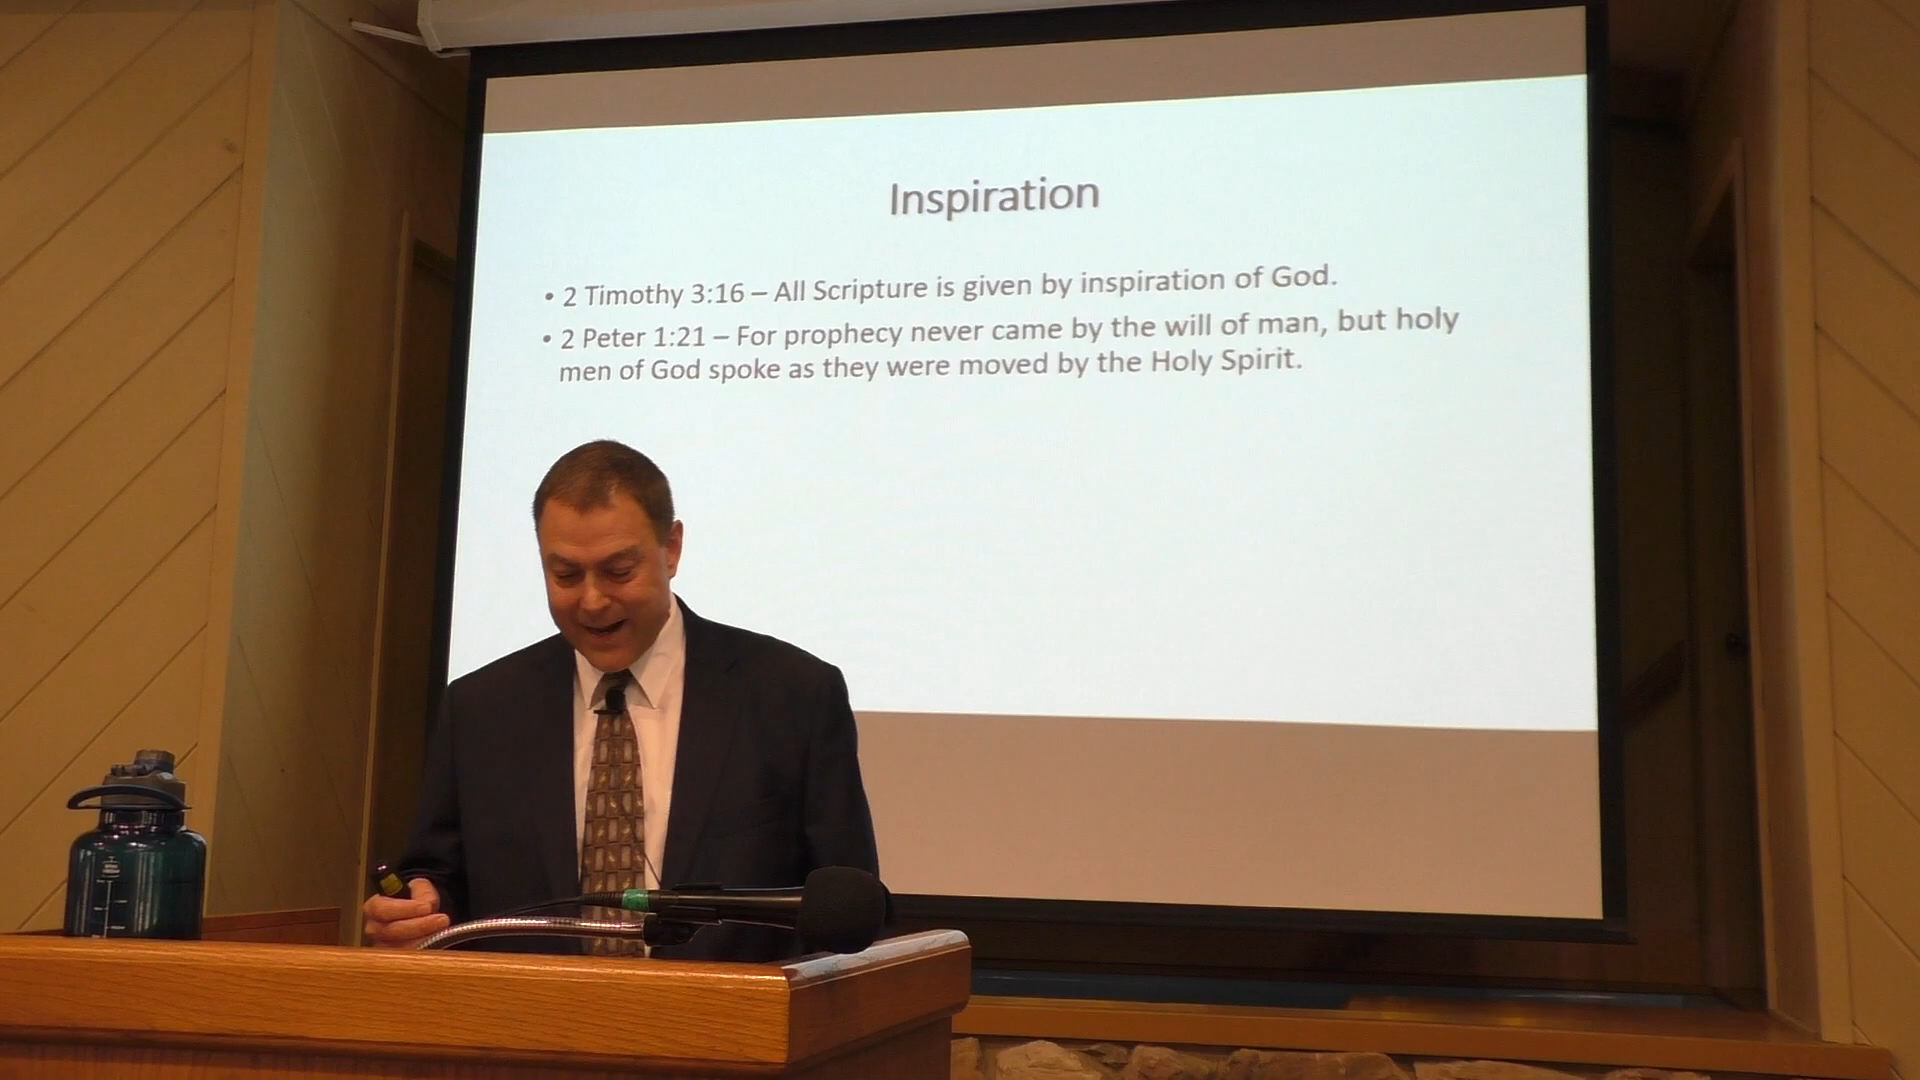 Inspiration
• 2 Timothy 3:16 – All Scripture is given by inspiration of God.
• 2 Peter 1:21 – For prophecy never came by the will of man, but holy
men of God spoke as they were moved by the Holy Spirit.